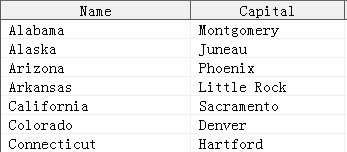 Name Capital
Alabama Montgomery
Alaska Juneau
Arizona Phoenix
Arkansas Little Rock
California Sacramento
Colorado Denver
Connecticut Hartford